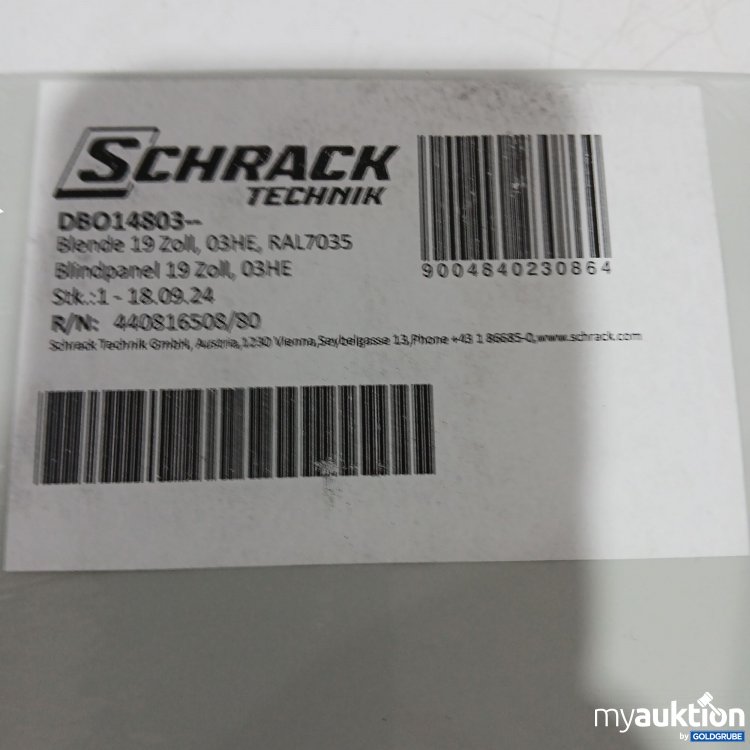 SCHRACK
TECHNIK
DBO14803--
Blende 19 Zoll, 03HE, RAL7035
Blindpanel 19 Zoll, 03HE
Stk.:1 - 18.09.24
R/N: 440816508/80
Schrack Technik GmbH, Austria,1230 Vienna,Seybelgasse 13,Phone +43 1 86685-0,www.schrack.com
9004840230864
myauktion
by GOLDGRUBE